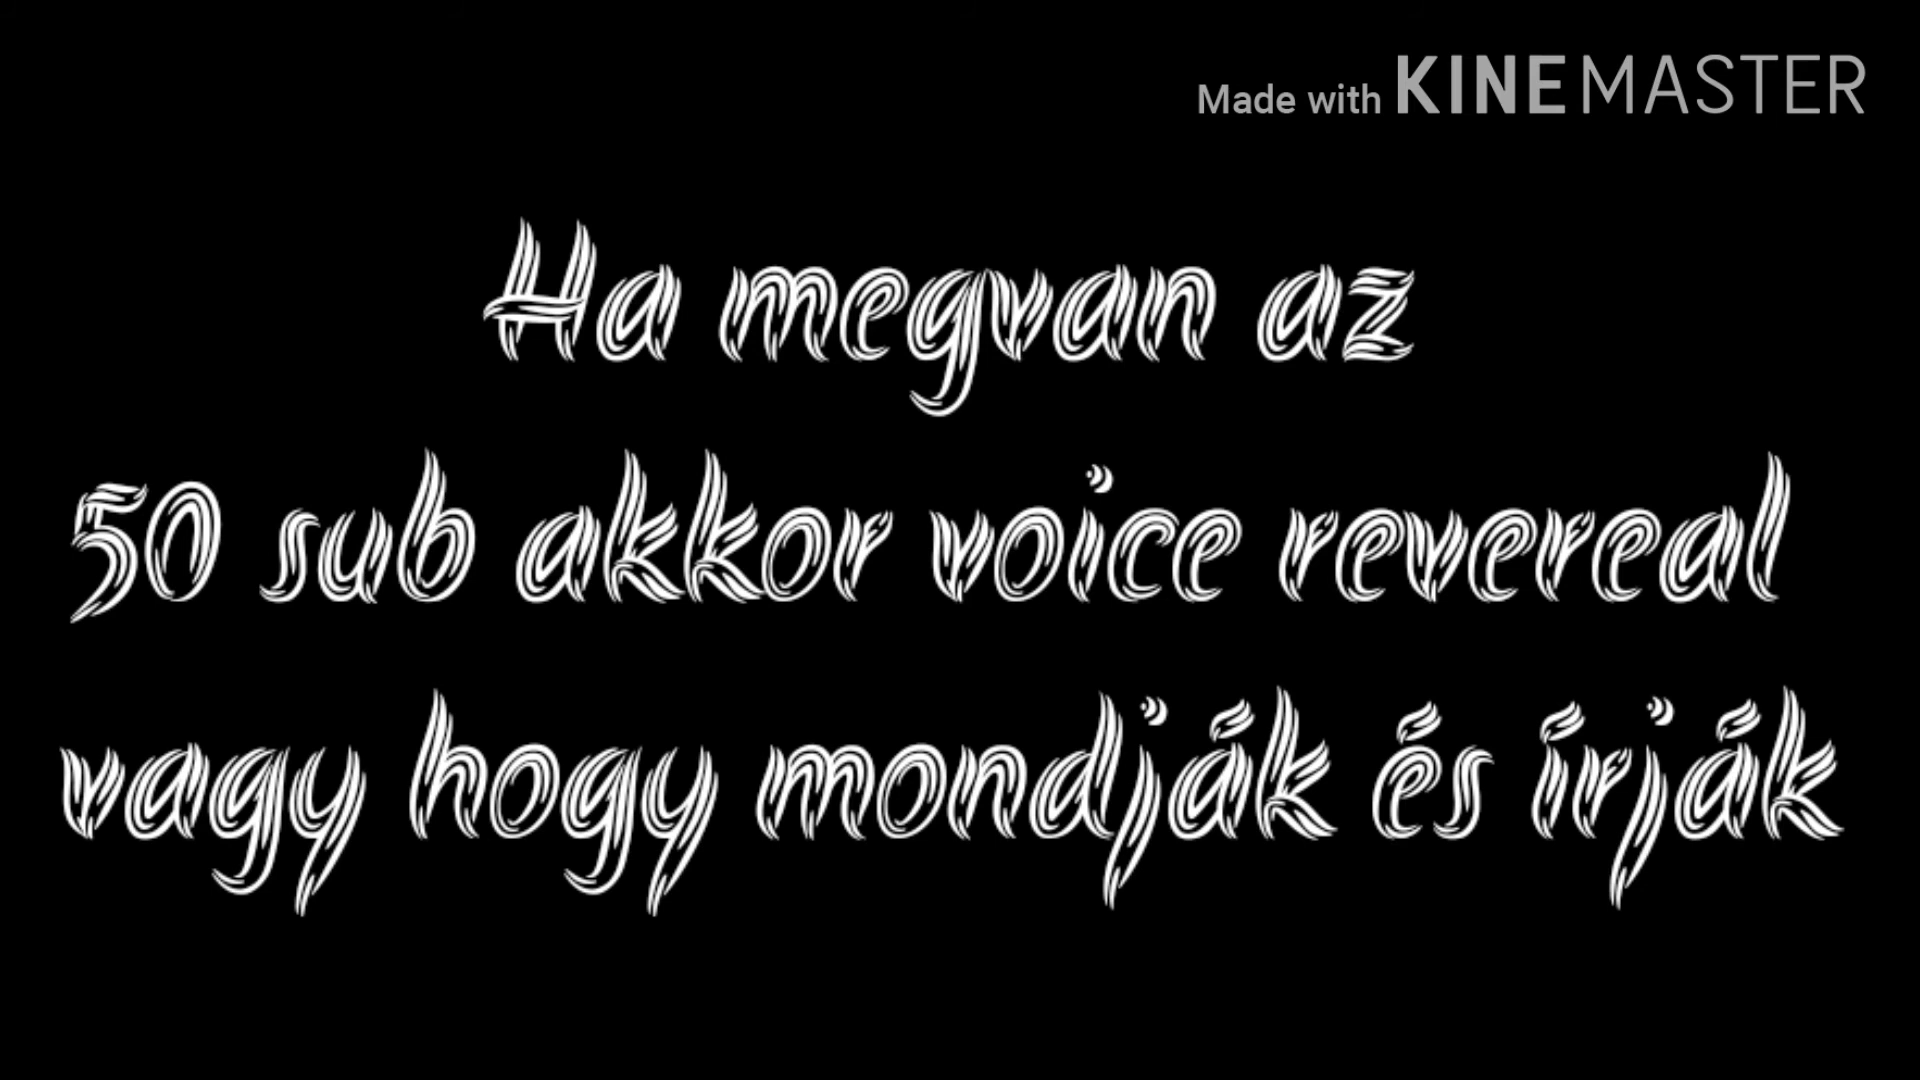 Made with KINEMASTER
Ha megvan az
50 sub akkor voice revereal
vagy hogy mondják és írják